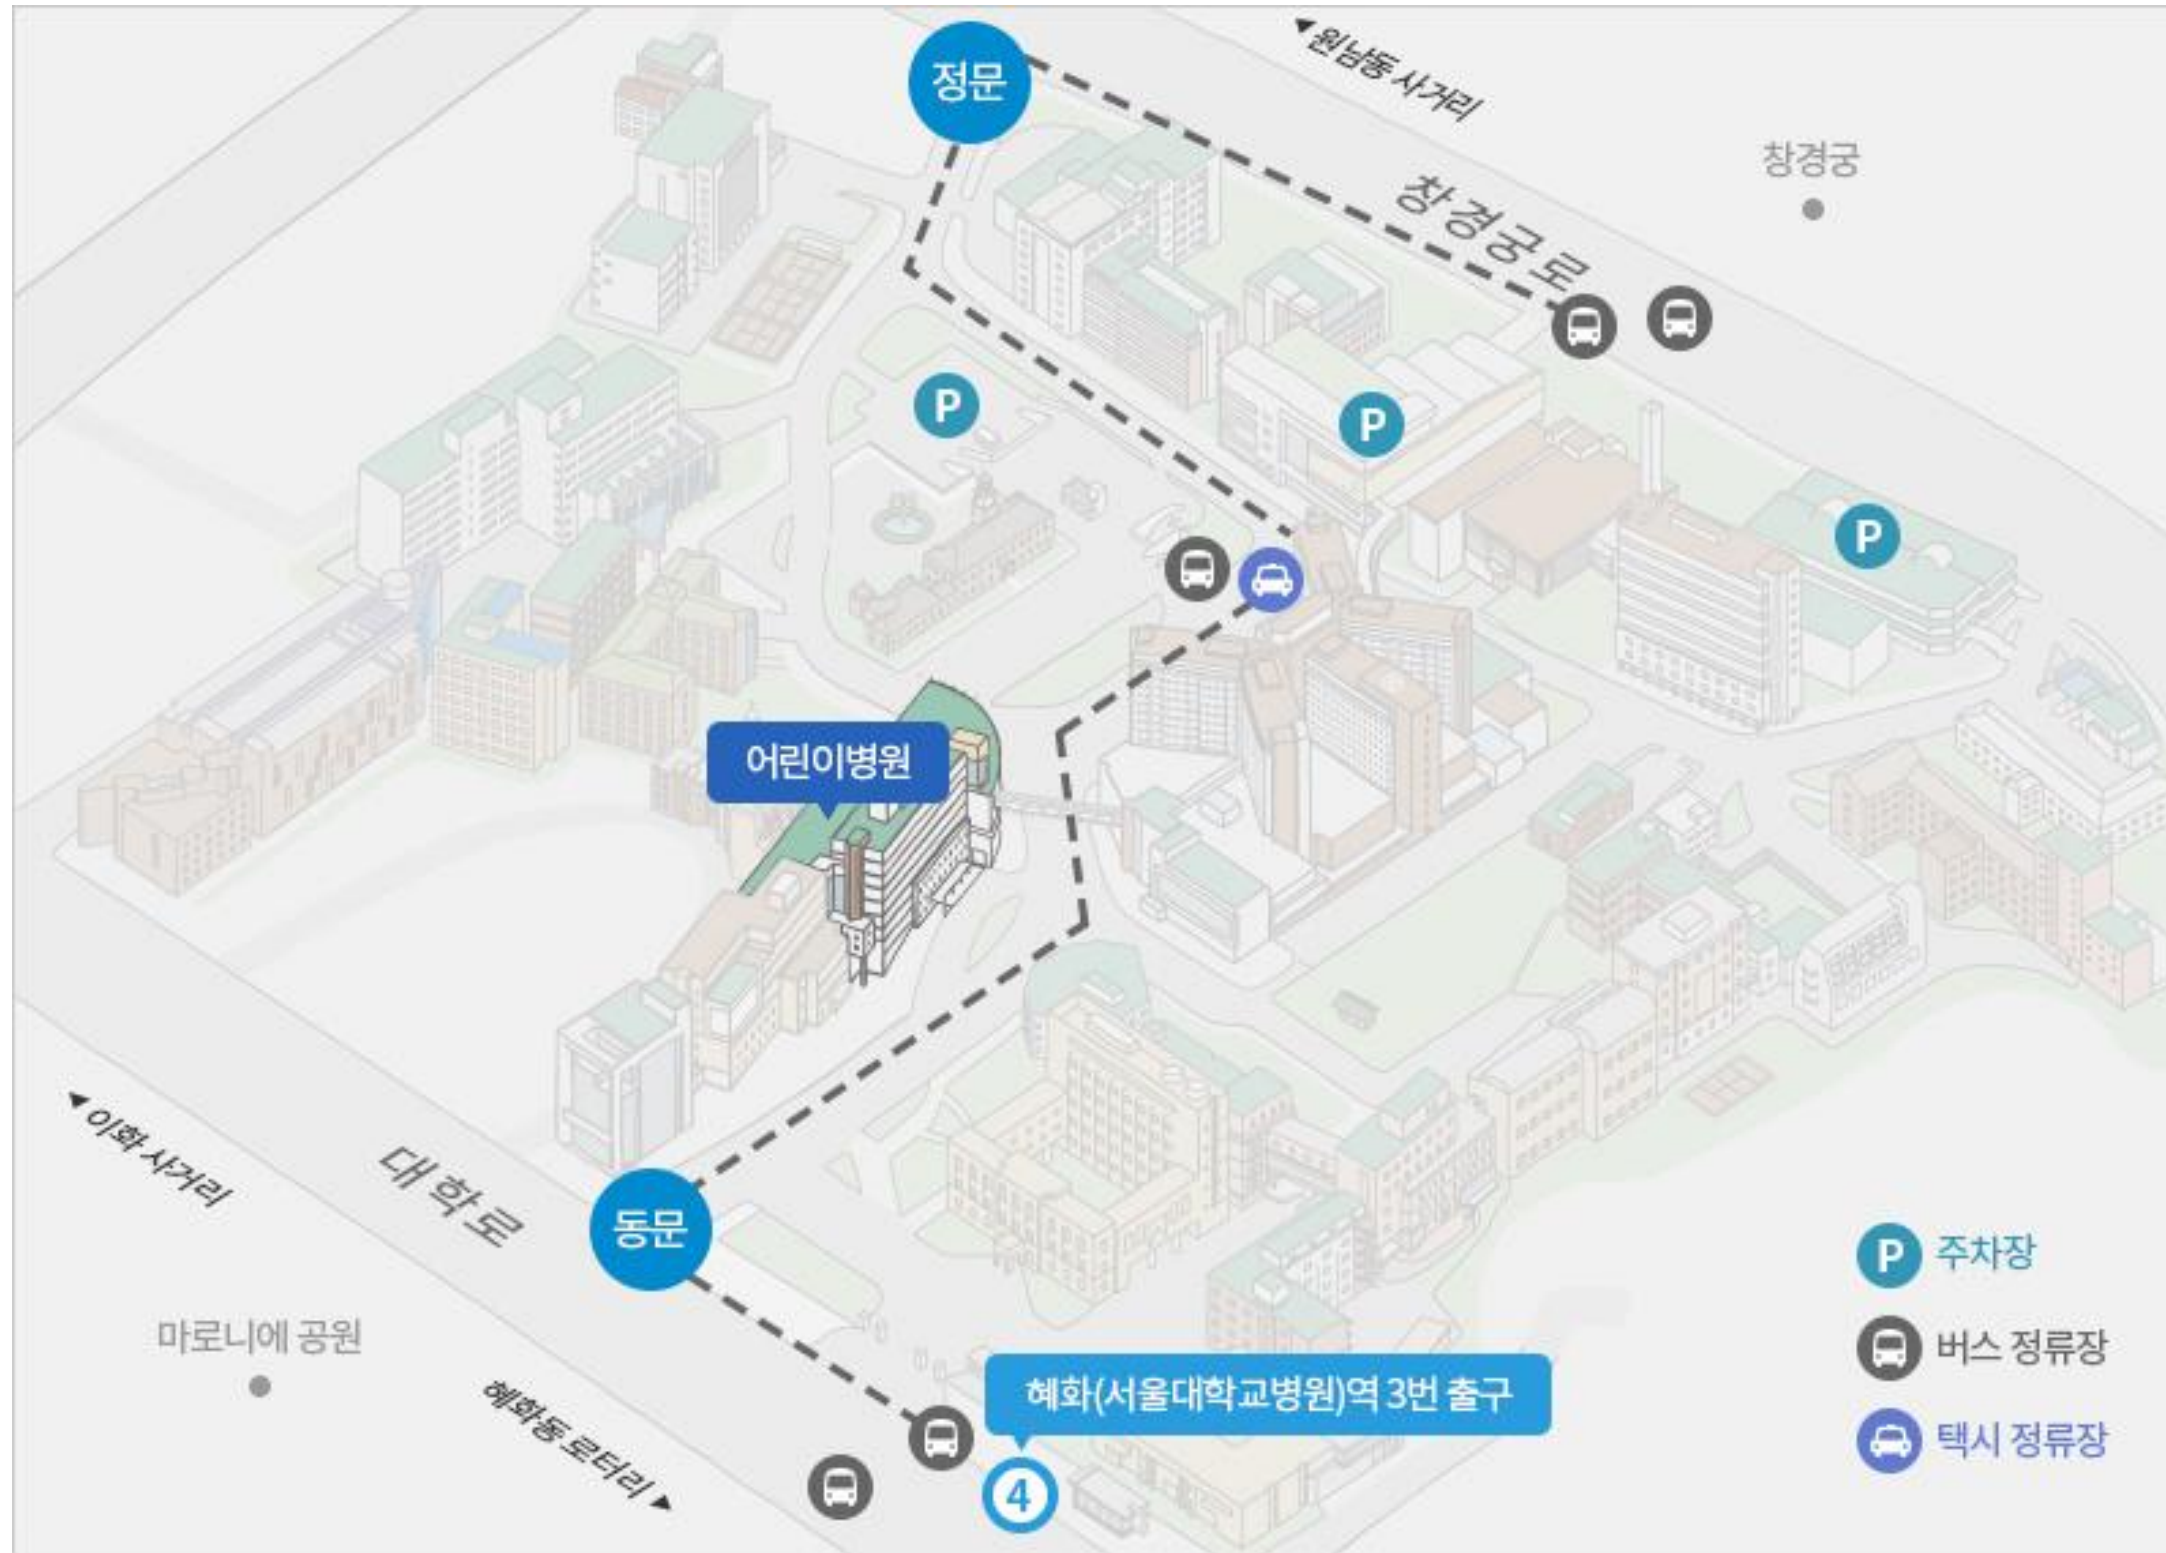 정문
◀ 원남동 사거리
창경궁
창경궁로
P
P
P
어린이병원
◀ 이화 사거리
대학로
동문
마로니에 공원
혜화동 로터리 ▶
혜화(서울대학교병원)역 3번 출구
4
P 주차장
버스 정류장
택시 정류장